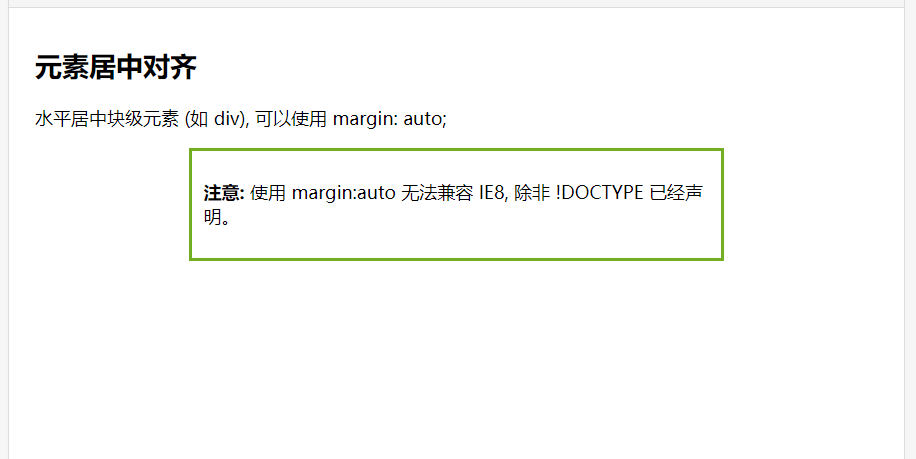 元素居中对齐
水平居中块级元素 (如 div), 可以使用 margin: auto;
注意: 使用 margin:auto 无法兼容 IE8, 除非 !DOCTYPE 已经声
明。